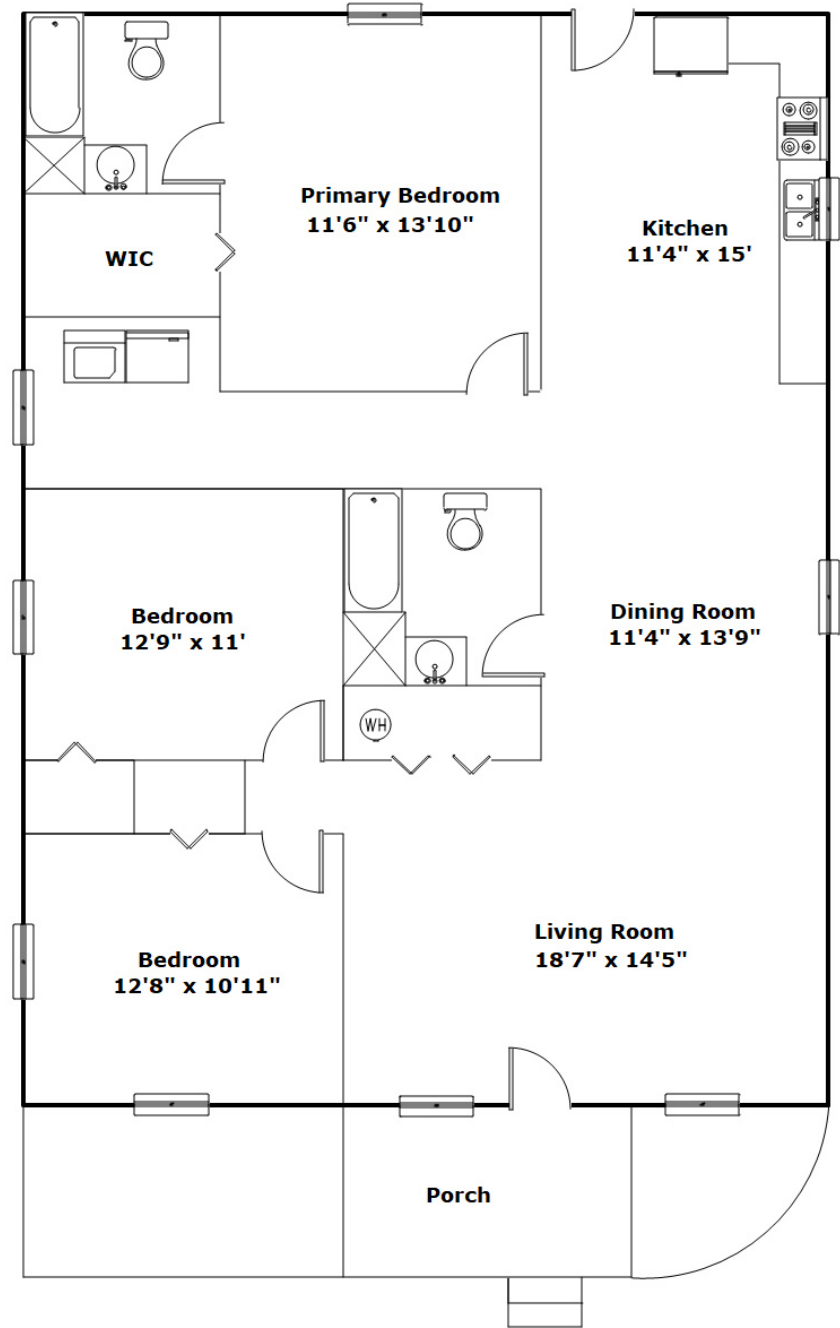 Primary Bedroom
11'6" x 13'10"
Kitchen
11'4" x 15'
WIC
Bedroom
12'9" x 11'
Dining Room
11'4" x 13'9"
WH
Living Room
18'7" x 14'5"
Bedroom
12'8" x 10'11"
Porch